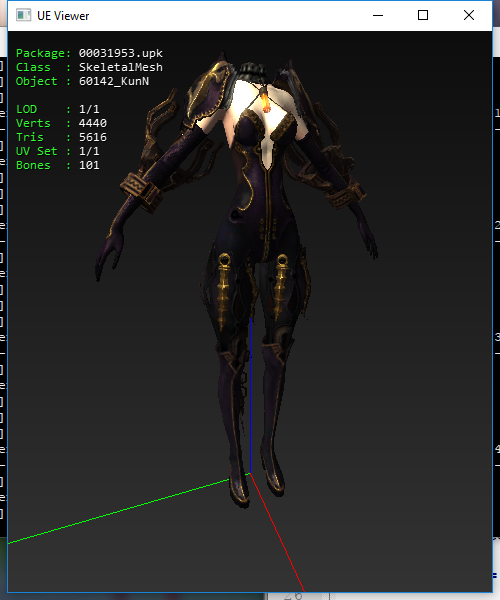 UE Viewer
Package: 00031953.upk
Class : SkeletalMesh
Object : 60142_KunN
LOD : 1/1
Verts : 4440
Tris : 5616
UV Set : 1/1
Bones : 101